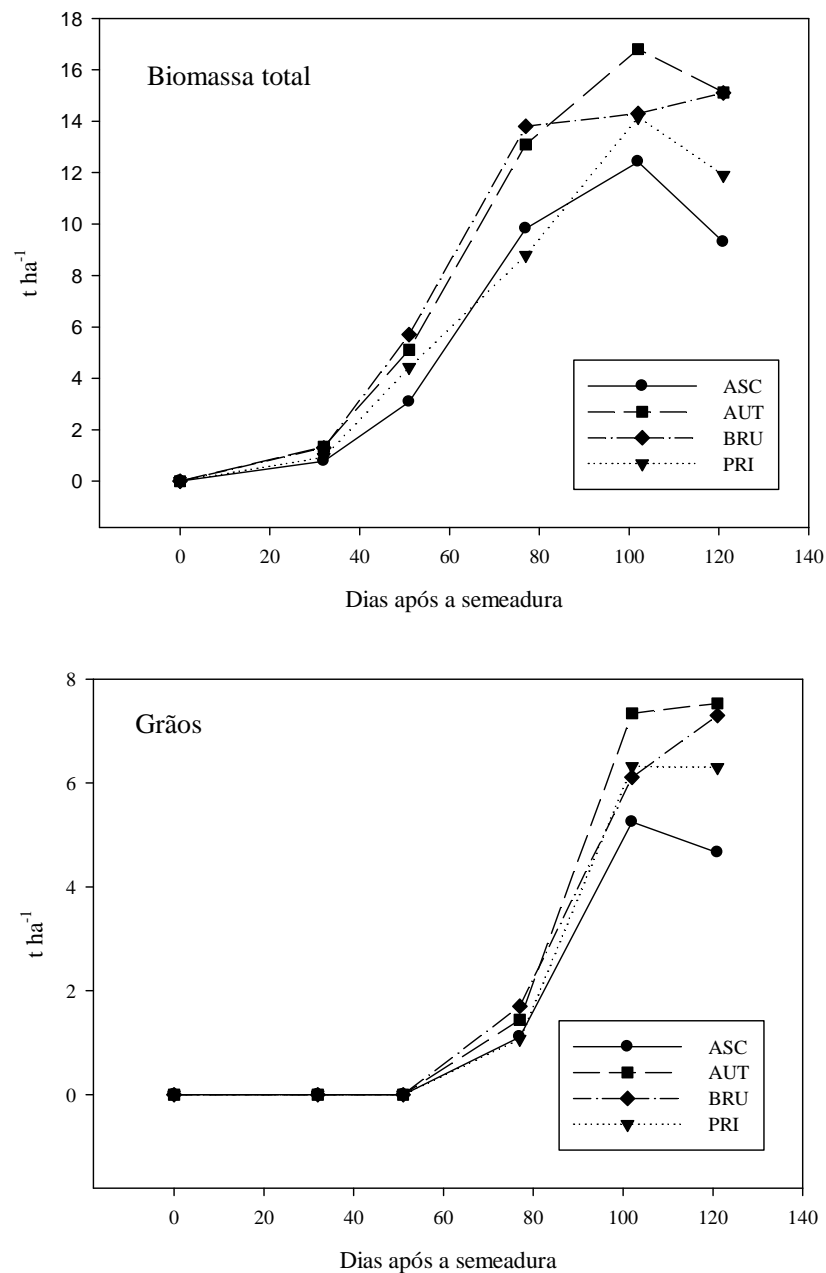 18
16
14
12
10
8
6
4
2
0
Biomassa total
t ha-1
ASC
AUT
BRU
PRI
0 20 40 60 80 100 120 140
Dias após a semeadura
8
6
4
2
0
Grãos
t ha-1
ASC
AUT
BRU
PRI
0 20 40 60 80 100 120 140
Dias após a semeadura